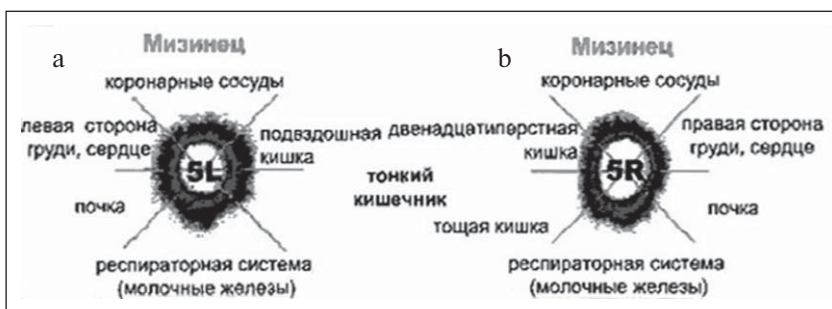 a
Мизинец
коронарные сосуды
левая сторона
груди, сердце
5L
подвздошная
кишка
почка
респираторная система
(молочные железы)
тонкий
кишечник
b
Мизинец
коронарные сосуды
двенадцатиперстная
кишка
5R
правая сторона
груди, сердце
тощая кишка
почка
респираторная система
(молочные железы)